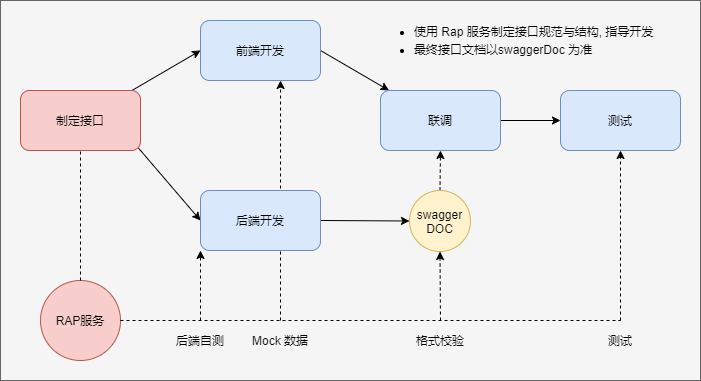 使用 Rap 服务制定接口规范与结构, 指导开发
最终接口文档以swaggerDoc 为准
前端开发
制定接口
联调
测试
后端开发
swagger
DOC
RAP服务
后端自测
Mock 数据
格式校验
测试